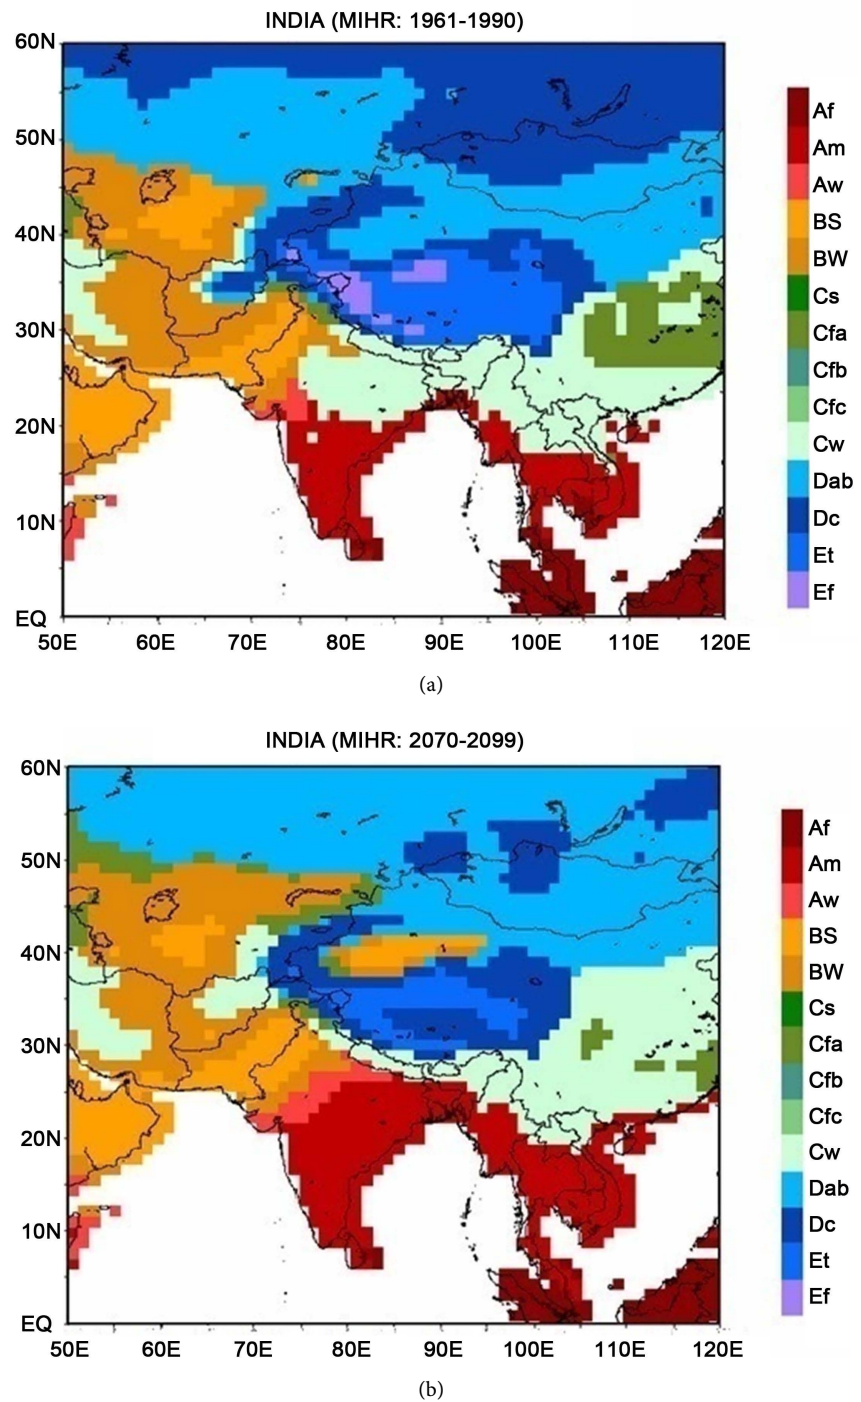 INDIA (MIHR: 1961-1990)
60N
50N
40N
30N
20N
10N
EQ
50E 60E 70E 80E 90E 100E 110E 120E
Af
Am
Aw
BS
BW
Cs
Cfa
Cfb
Cfc
Cw
Dab
Dc
Et
Ef
(a)
INDIA (MIHR: 2070-2099)
60N
50N
40N
30N
20N
10N
EQ
50E 60E 70E 80E 90E 100E 110E 120E
Af
Am
Aw
BS
BW
Cs
Cfa
Cfb
Cfc
Cw
Dab
Dc
Et
Ef
(b)